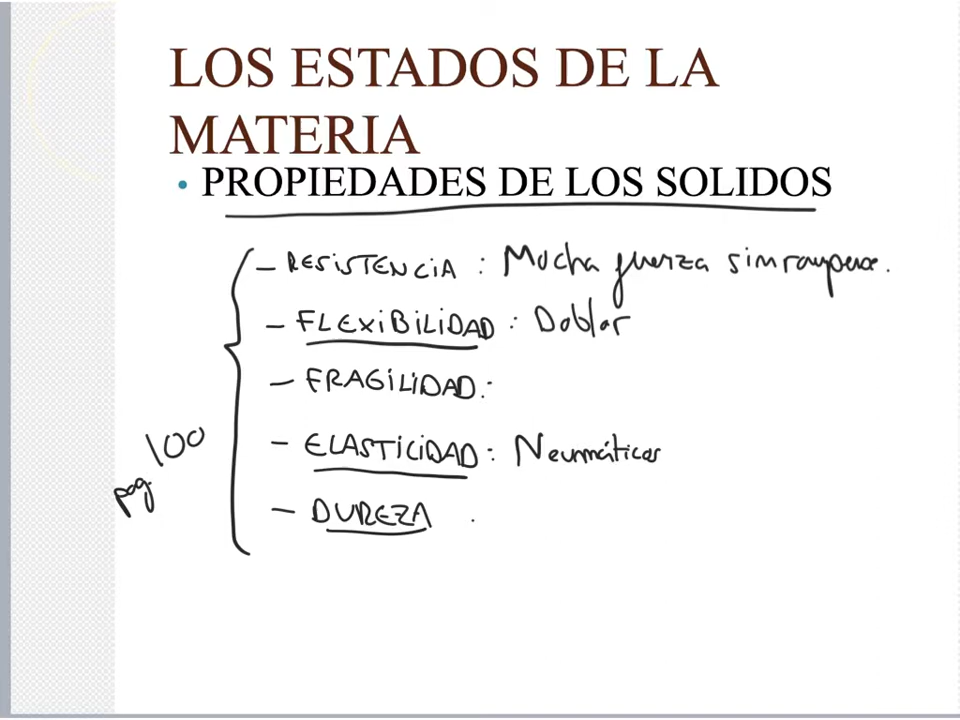 LOS ESTADOS DE LA
MATERIA
• PROPIEDADES DE LOS SOLIDOS
- RESISTENCIA : Mucha fuerza sin romperse.
- FLEXIBILIDAD : Doblar
- FRAGILIDAD :
- ELASTICIDAD : Neumáticos
- DUREZA
pag. 100